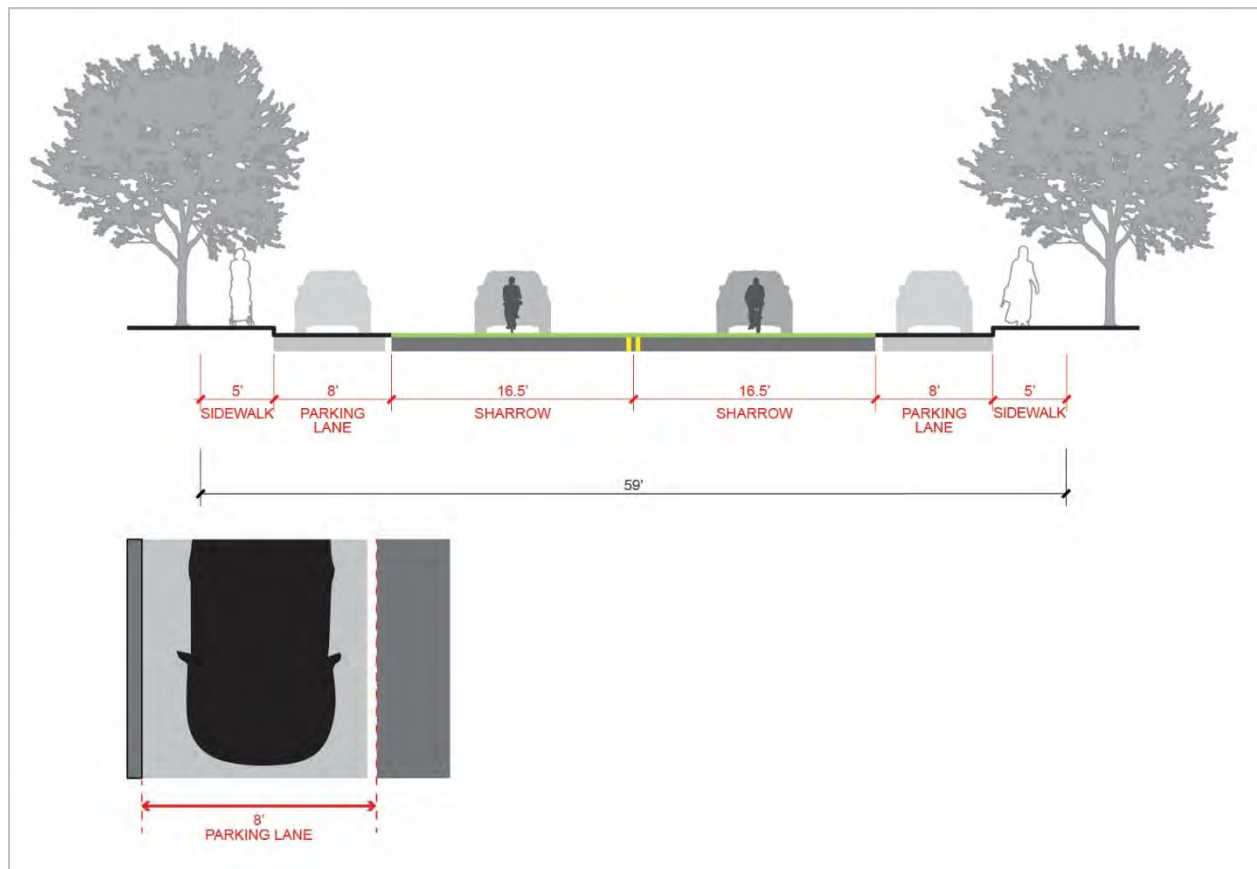 5'
SIDEWALK
8'
PARKING
LANE
16.5'
SHARROW
16.5'
SHARROW
8'
PARKING
LANE
5'
SIDEWALK
59'
8'
PARKING LANE